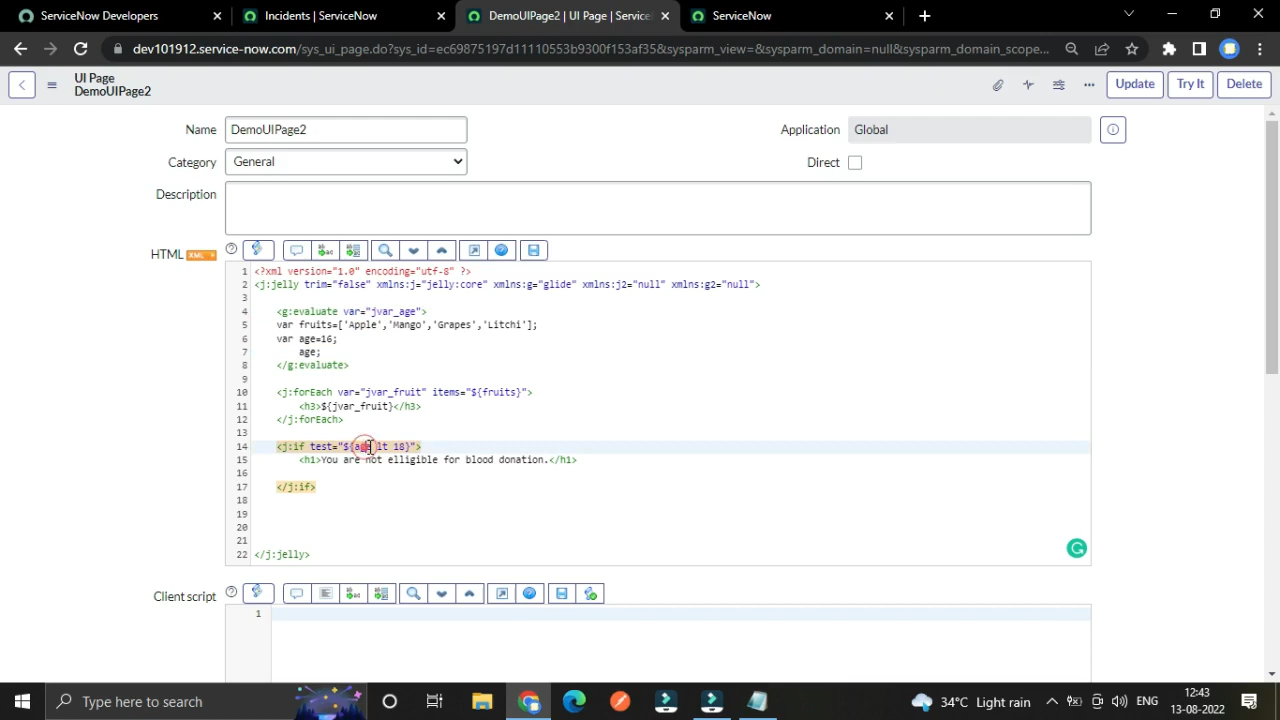 ServiceNow Developers
Incidents | ServiceNow
DemoUIPage2 | UI Page | Service
ServiceNow
dev101912.service-now.com/sys_ui_page.do?sys_id=ec69875197d11110553b9300f153af35&sysparm_view=&sysparm_domain=null&sysparm_domain_scope...
UI Page
DemoUIPage2
Update
Try It
Delete
Name
DemoUIPage2
Application
Global
Category
General
Direct
Description
HTML
XML
1 <?xml version="1.0" encoding="utf-8" ?>
2 <j:jelly trim="false" xmlns:j="jelly:core" xmlns:g="glide" xmlns:j2="null" xmlns:g2="null">
3
4 <g:evaluate var="jvar_age">
5 var fruits=['Apple','Mango','Grapes','Litchi'];
6 var age=16;
7 age;
8 </g:evaluate>
9
10 <j:forEach var="jvar_fruit" items="${fruits}">
11 <h3>${jvar_fruit}</h3>
12 </j:forEach>
13
14 <j:if test="${age lt 18}">
15 <h1>You are not elligible for blood donation.</h1>
16
17 </j:if>
18
19
20
21
22 </j:jelly>
Client script
1
Type here to search
34°C Light rain
ENG
12:43
13-08-2022